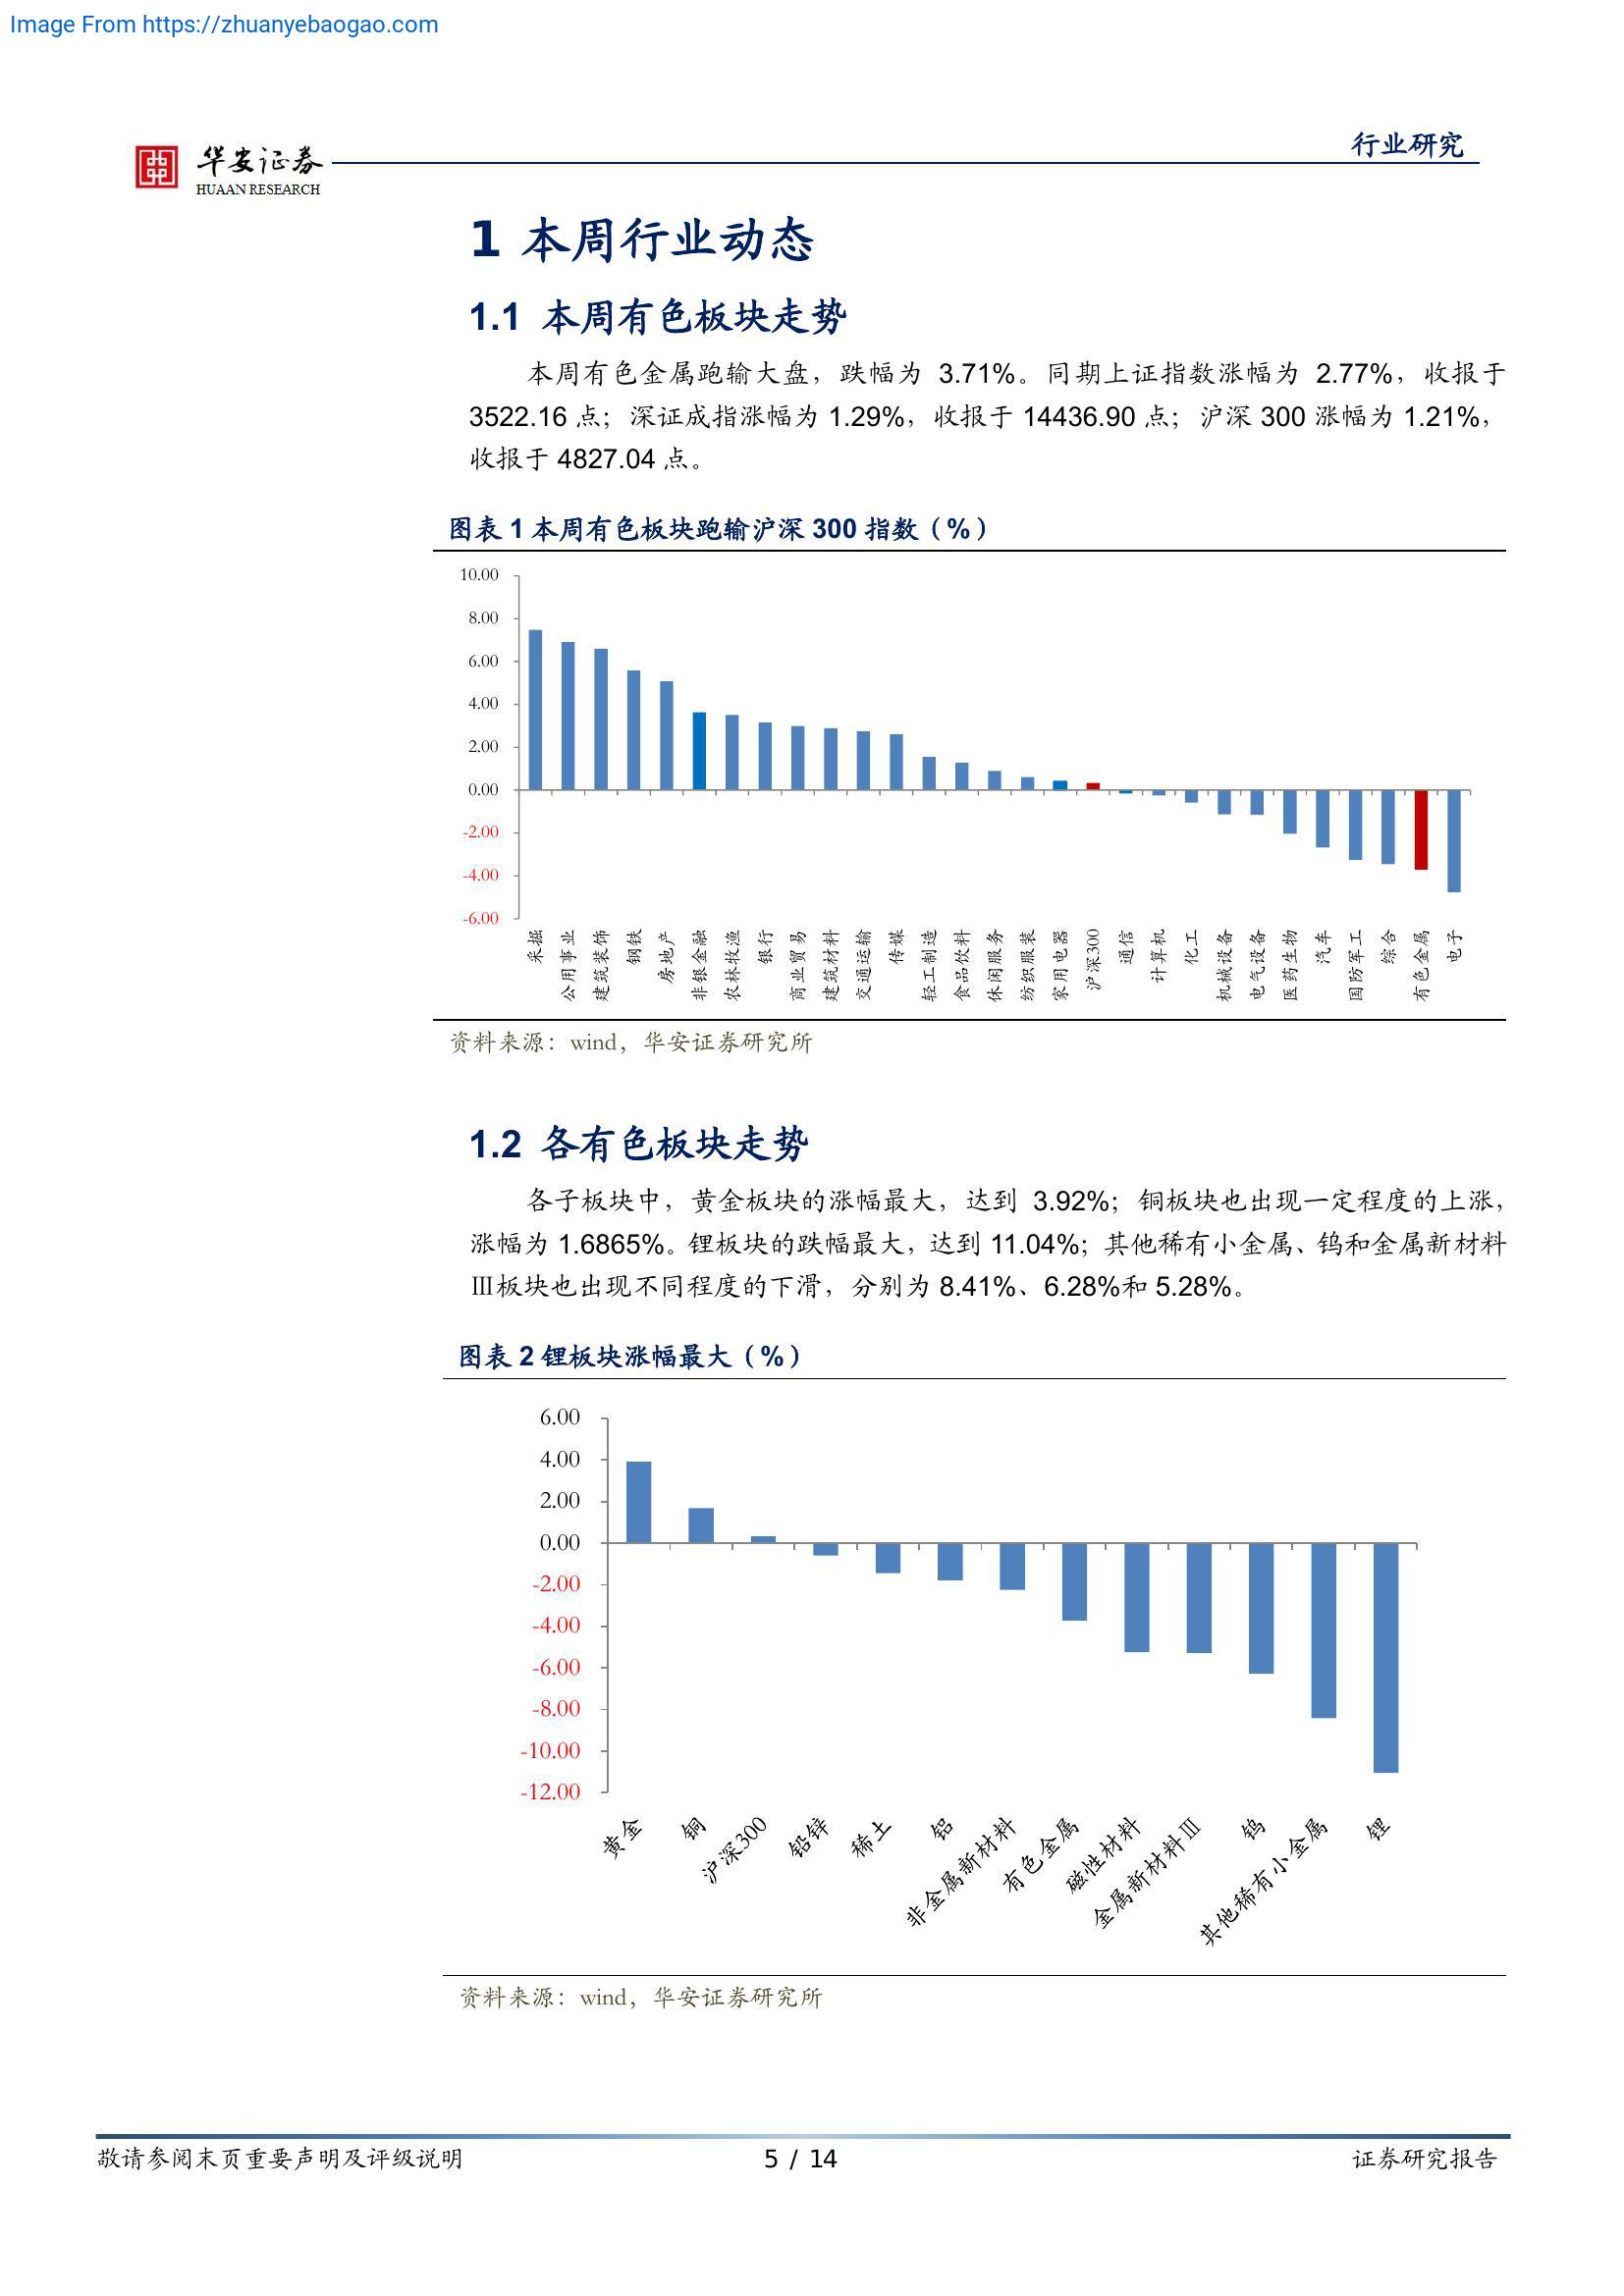 Image From https://zhuanyebaogao.com
华安证券
HUAAN RESEARCH
行业研究
1 本周行业动态
1.1 本周有色板块走势
本周有色金属跑输大盘，跌幅为 3.71%。同期上证指数涨幅为 2.77%，收报于
3522.16 点；深证成指涨幅为 1.29%，收报于 14436.90 点；沪深 300 涨幅为 1.21%，
收报于 4827.04 点。
图表 1 本周有色板块跑输沪深 300 指数（%）
10.00
8.00
6.00
4.00
2.00
0.00
-2.00
-4.00
-6.00
采掘
公用事业
建筑装饰
钢铁
房地产
非银金融
农林牧渔
银行
商业贸易
建筑材料
交通运输
传媒
轻工制造
食品饮料
休闲服务
纺织服装
家用电器
沪深300
通信
计算机
化工
机械设备
电气设备
医药生物
汽车
国防军工
综合
有色金属
电子
资料来源：wind，华安证券研究所
1.2 各有色板块走势
各子板块中，黄金板块的涨幅最大，达到 3.92%；铜板块也出现一定程度的上涨，
涨幅为 1.6865%。锂板块的跌幅最大，达到 11.04%；其他稀有小金属、钨和金属新材料
Ⅲ板块也出现不同程度的下滑，分别为 8.41%、6.28%和 5.28%。
图表 2 锂板块涨幅最大（%）
6.00
4.00
2.00
0.00
-2.00
-4.00
-6.00
-8.00
-10.00
-12.00
黄金
铜
沪深300
铅锌
稀土
铝
非金属新材料
有色金属
磁性材料
金属新材料Ⅲ
钨
其他稀有小金属
锂
资料来源：wind，华安证券研究所
敬请参阅末页重要声明及评级说明
5 / 14
证券研究报告